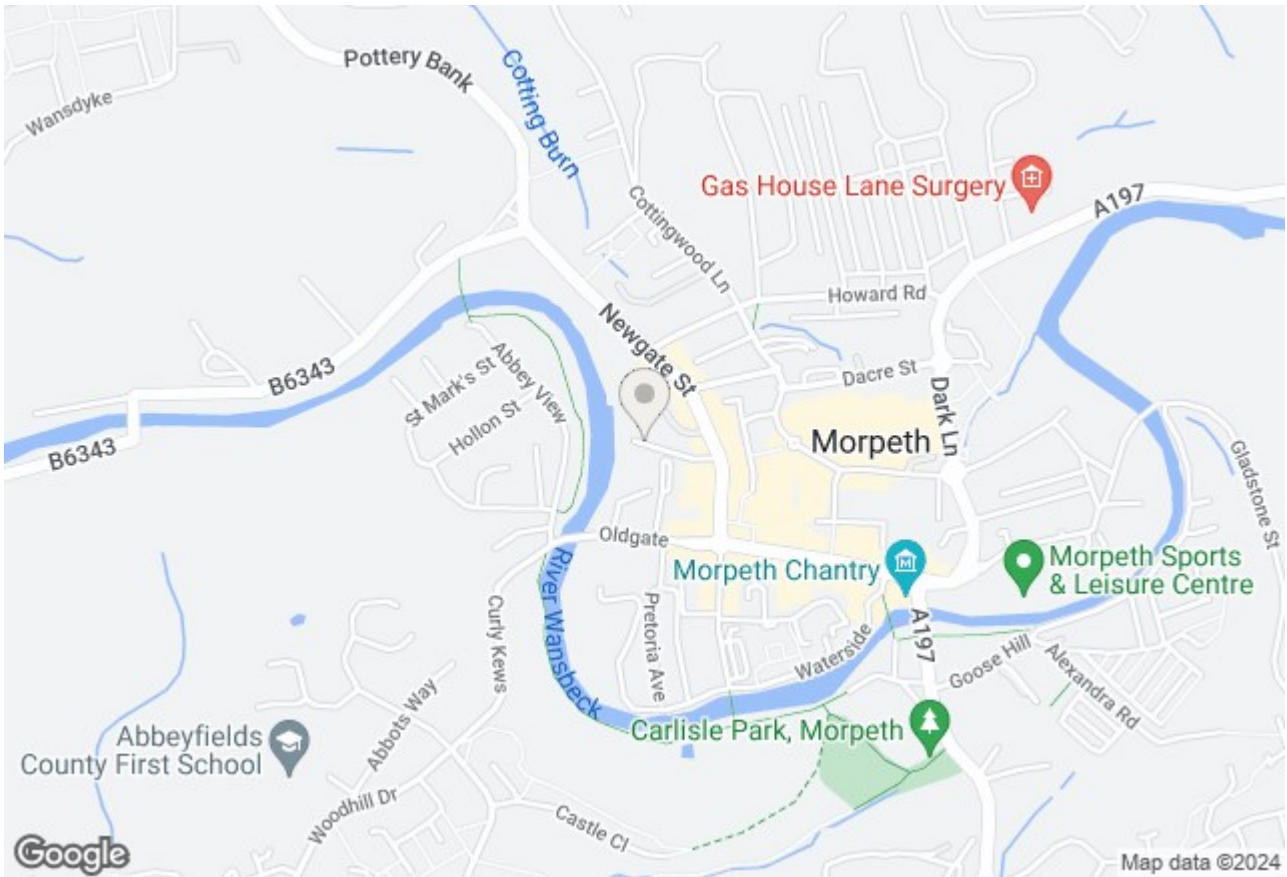 Pottery Bank
Cotting Burn
Wansdyke
Gas House Lane Surgery
A197
Cottingwood Ln
Howard Rd
Newgate St
Abbey View
St Mark's St
Hollon St
B6343
B6343
Dacre St
Dark Ln
Morpeth
Gladstone St
Oldgate
Morpeth Chantry
Morpeth Sports
& Leisure Centre
River Wansbeck
Curly Kews
Pretoria Ave
Waterside
A197
Goose Hill
Alexandra Rd
Abbots Way
Carlisle Park, Morpeth
Abbeyfields
County First School
Woodhill Dr
Castle Cl
Google
Map data ©2024